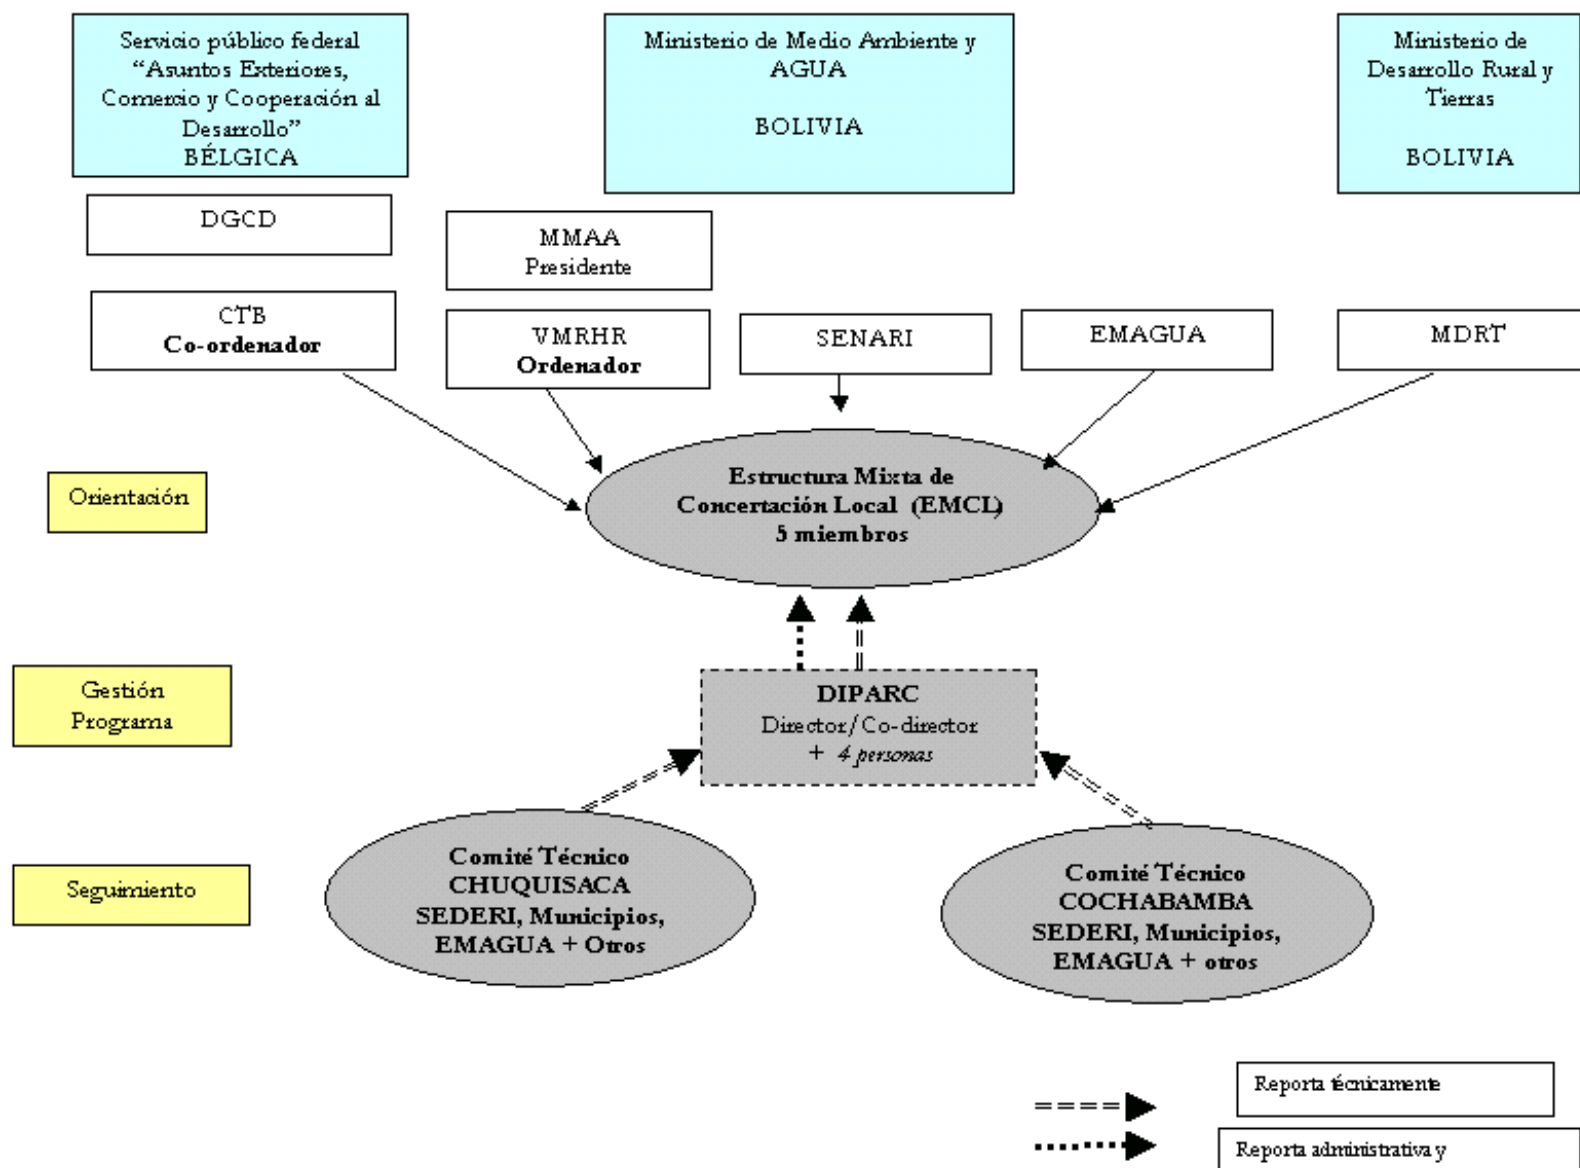 Servicio público federal
“Asuntos Exteriores,
Comercio y Cooperación al
Desarrollo”
BÉLGICA
Ministerio de Medio Ambiente y
AGUA
BOLIVIA
Ministerio de
Desarrollo Rural y
Tierras
BOLIVIA
DGCD
MMAA
Presidente
CTB
Co-ordenador
VMRHR
Ordenador
SENARI
EMAGUA
MDRT
Orientación
Estructura Mixta de
Concertación Local (EMCL)
5 miembros
Gestión
Programa
DIPARC
Director/Co-director
+ 4 personas
Seguimiento
Comité Técnico
CHUQUISACA
SEDERI, Municipios,
EMAGUA + Otros
Comité Técnico
COCHABAMBA
SEDERI, Municipios,
EMAGUA + otros
Reporta técnicamente
Reporta administrativa y